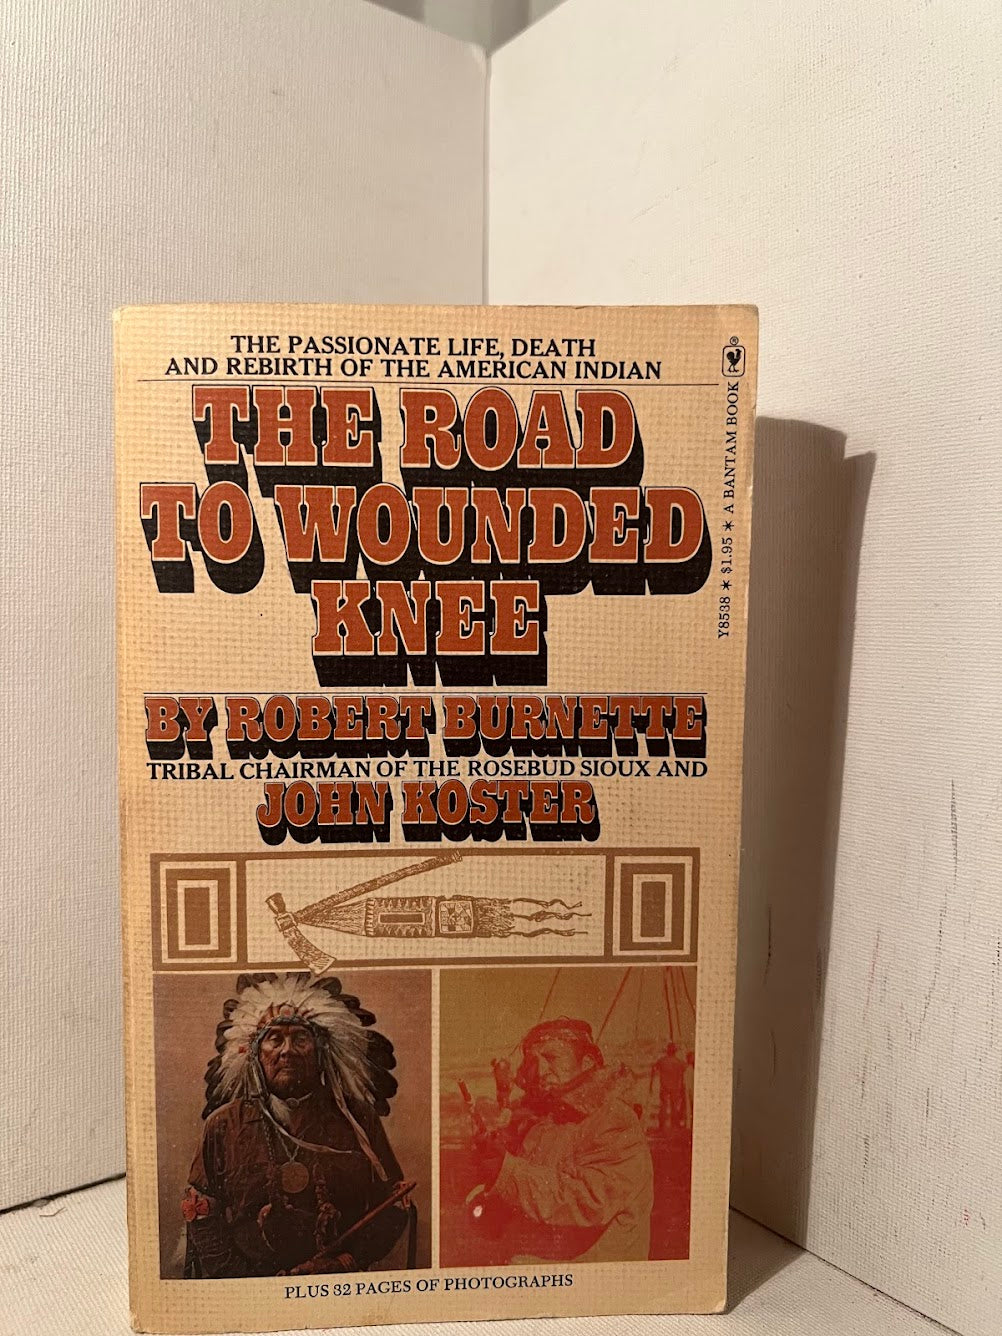 THE PASSIONATE LIFE, DEATH
AND REBIRTH OF THE AMERICAN INDIAN
THE ROAD
TO WOUNDED
KNEE
BY ROBERT BURNETTE
TRIBAL CHAIRMAN OF THE ROSEBUD SIOUX AND
JOHN KOSTER
PLUS 32 PAGES OF PHOTOGRAPHS
®
Y8538 * $1.95 * A BANTAM BOOK